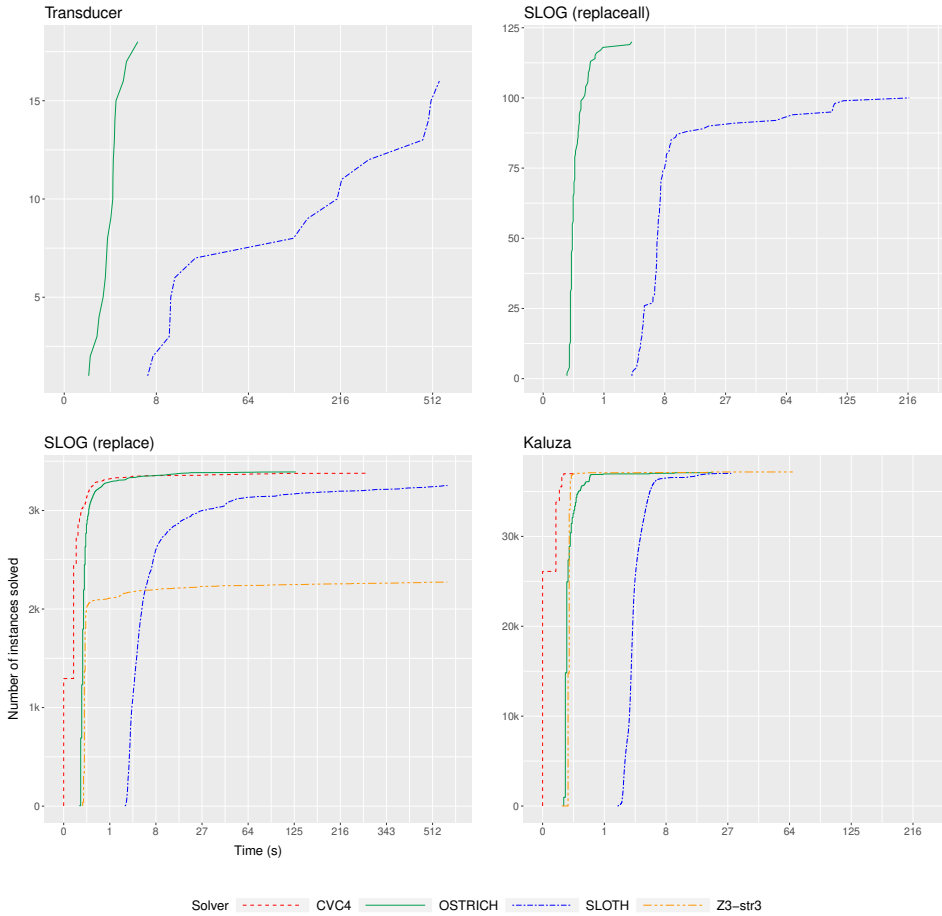 Transducer
15
10
5
0 8 64 216 512
SLOG (replaceall)
125
100
75
50
25
0
0 1 8 27 64 125 216
SLOG (replace)
3k
2k
1k
0
0 1 8 27 64 125 216 343 512
Number of instances solved
Time (s)
Kaluza
30k
20k
10k
0
0 1 8 27 64 125 216
Solver CVC4 OSTRICH SLOTH Z3−str3